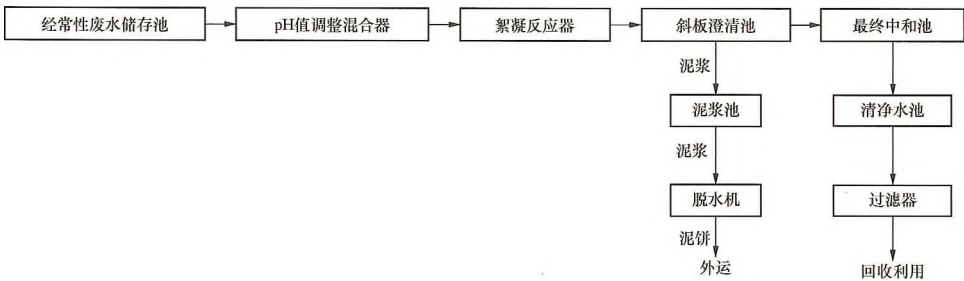 经常性废水储存池
pH值调整混合器
絮凝反应器
斜板澄清池
最终中和池
泥浆
泥浆池
清净水池
泥浆
脱水机
过滤器
泥饼
外运
回收利用